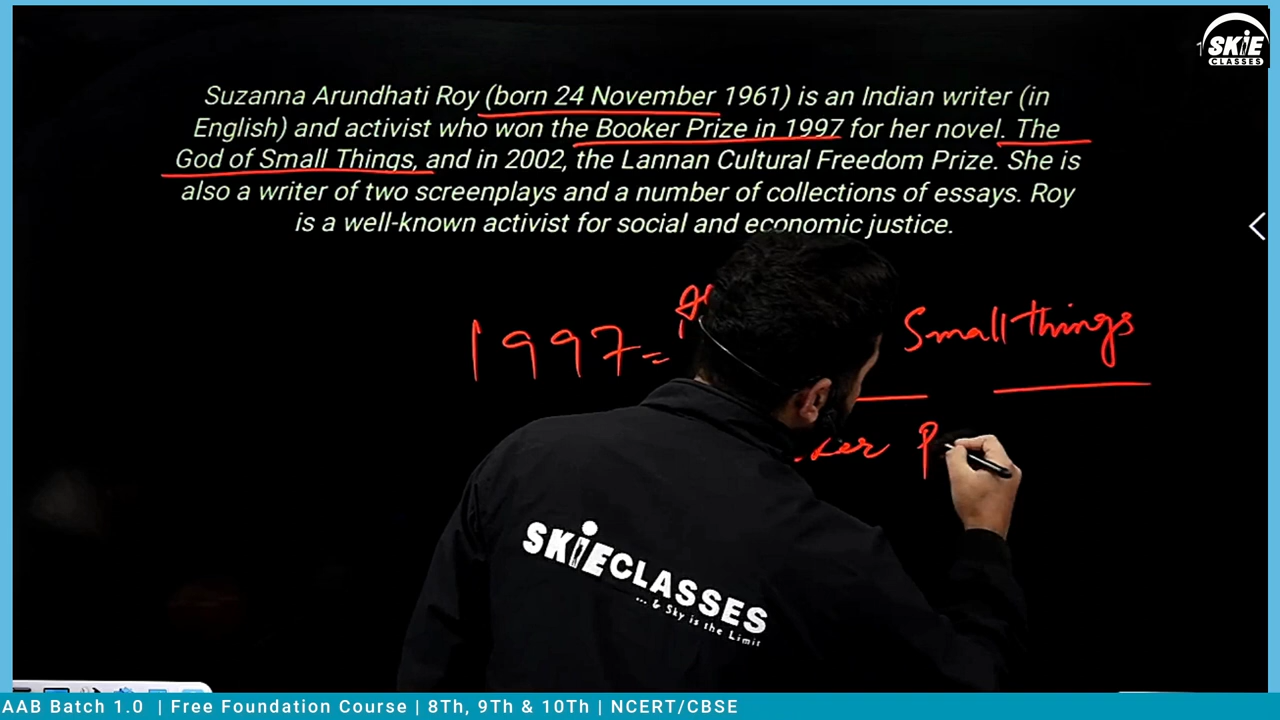 SKiE
CLASSES
Suzanna Arundhati Roy (born 24 November 1961) is an Indian writer (in
English) and activist who won the Booker Prize in 1997 for her novel. The
God of Small Things, and in 2002, the Lannan Cultural Freedom Prize. She is
also a writer of two screenplays and a number of collections of essays. Roy
is a well-known activist for social and economic justice.
1997= Small things
P
SKiECLASSES
... & Sky is the Limit
AAB Batch 1.0 | Free Foundation Course | 8Th, 9Th & 10Th | NCERT/CBSE